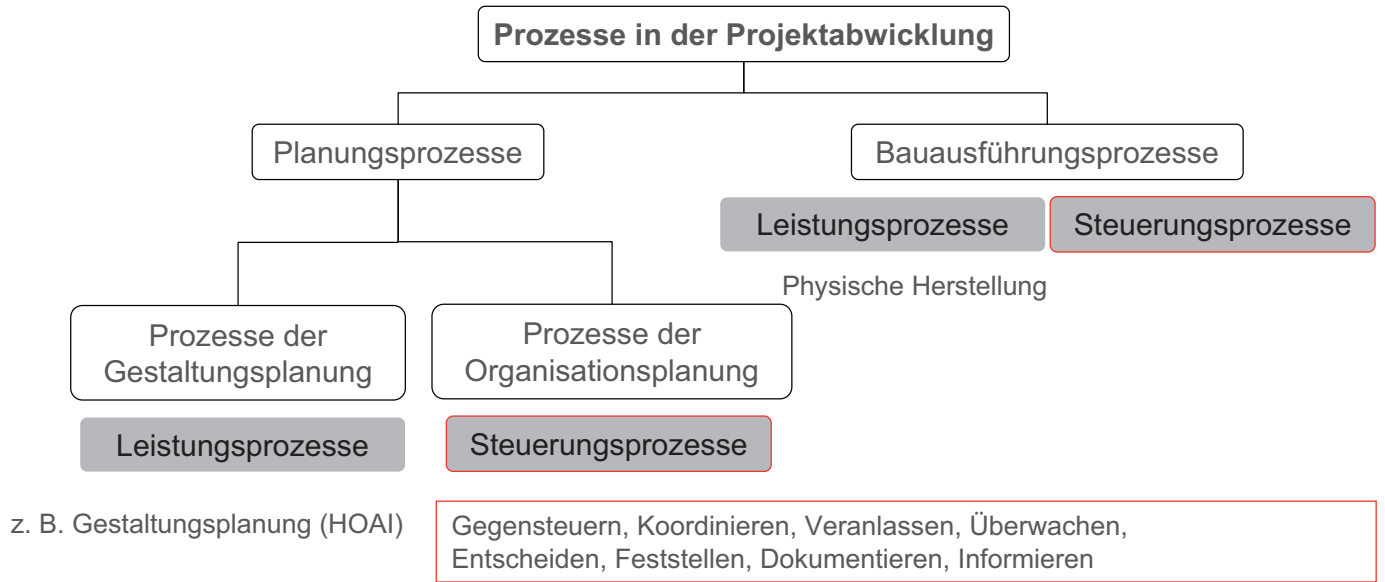 Prozesse in der Projektabwicklung
Planungsprozesse
Bauausführungsprozesse
Leistungsprozesse
Steuerungsprozesse
Physische Herstellung
Prozesse der
Gestaltungsplanung
Prozesse der
Organisationsplanung
Leistungsprozesse
Steuerungsprozesse
z. B. Gestaltungsplanung (HOAI)
Gegensteuern, Koordinieren, Veranlassen, Überwachen,
Entscheiden, Feststellen, Dokumentieren, Informieren